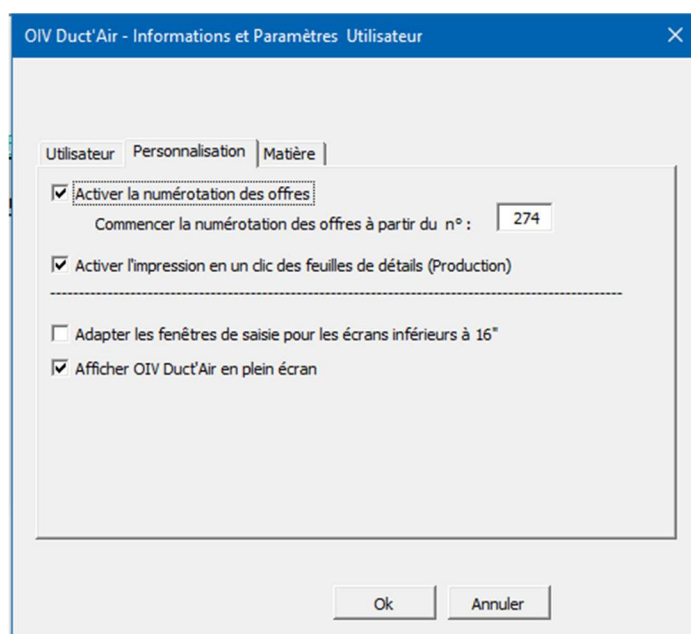 OIV Duct'Air - Informations et Paramètres Utilisateur
Utilisateur Personnalisation Matière
Activer la numérotation des offres
Commencer la numérotation des offres à partir du n° : 274
Activer l'impression en un clic des feuilles de détails (Production)
Adapter les fenêtres de saisie pour les écrans inférieurs à 16"
Afficher OIV Duct'Air en plein écran
Ok Annuler